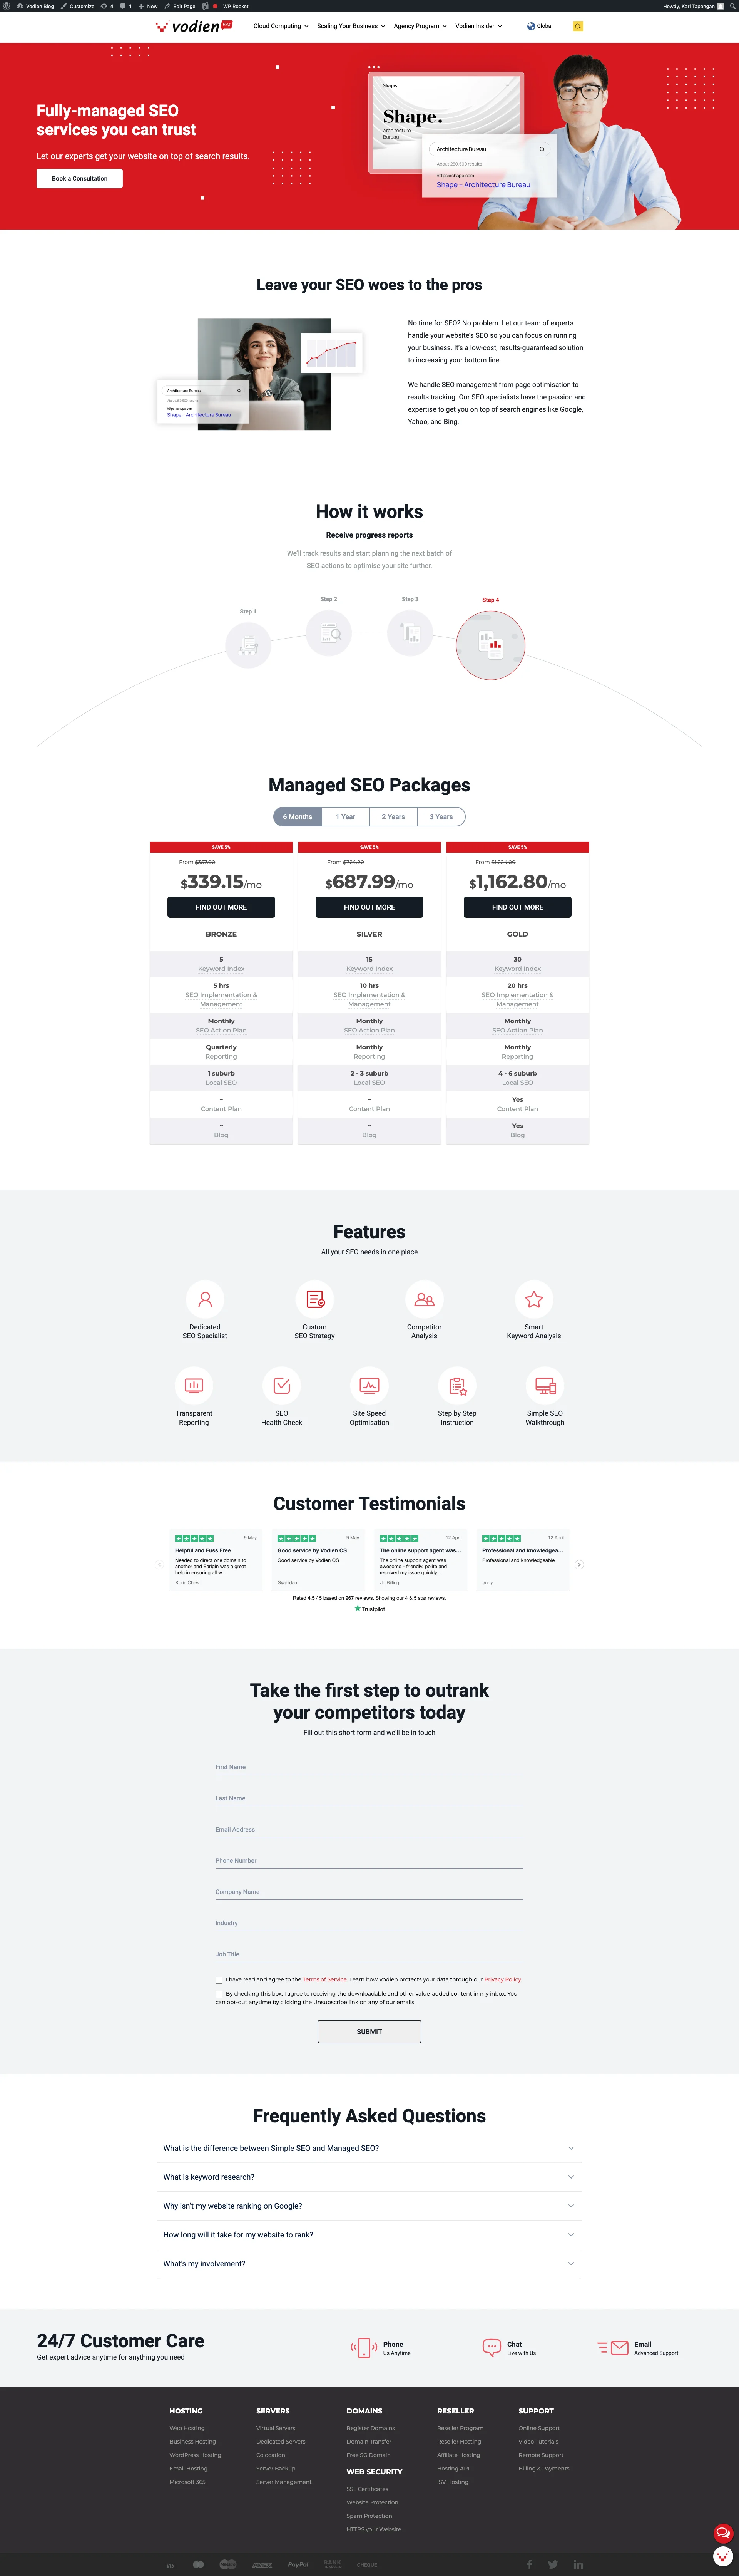 Vodien Blog Customize 4 1 New Edit Page WP Rocket Howdy, Karl Tapangan
vodien Blog Cloud Computing Scaling Your Business Agency Program Vodien Insider Global
Fully-managed SEO
services you can trust
Let our experts get your website on top of search results.
Book a Consultation
Shape.
Shape.
Architecture
Bureau
Architecture Bureau
About 250.000 results
https://shape.com
Shape – Architecture Bureau
Leave your SEO woes to the pros
Architecture Bureau
https://shape.com
Shape – Architecture Bureau
No time for SEO? No problem. Let our team of experts
handle your website's SEO so you can focus on running
your business. It's a low-cost, results-guaranteed solution
to increasing your bottom line.
We handle SEO management from page optimisation to
results tracking. Our SEO specialists have the passion and
expertise to get you on top of search engines like Google,
Yahoo, and Bing.
How it works
Receive progress reports
We'll track results and start planning the next batch of
SEO actions to optimise your site further.
Step 1
Step 2
Step 3
Step 4
Managed SEO Packages
6 Months 1 Year 2 Years 3 Years
SAVE 5% SAVE 5% SAVE 5%
From $357.00 From $724.20 From $1,224.00
$339.15/mo $687.99/mo $1,162.80/mo
FIND OUT MORE FIND OUT MORE FIND OUT MORE
BRONZE SILVER GOLD
5 15 30
Keyword Index Keyword Index Keyword Index
5 hrs 10 hrs 20 hrs
SEO Implementation & SEO Implementation & SEO Implementation &
Management Management Management
Monthly Monthly Monthly
SEO Action Plan SEO Action Plan SEO Action Plan
Quarterly Monthly Monthly
Reporting Reporting Reporting
1 suburb 2 - 3 suburb 4 - 6 suburb
Local SEO Local SEO Local SEO
– – Yes
Content Plan Content Plan Content Plan
– – Yes
Blog Blog Blog
Features
All your SEO needs in one place
Dedicated Custom Competitor Smart
SEO Specialist SEO Strategy Analysis Keyword Analysis
Transparent SEO Site Speed Step by Step Simple SEO
Reporting Health Check Optimisation Instruction Walkthrough
Customer Testimonials
9 May 9 May 12 April 12 April
Helpful and Fuss Free Good service by Vodien CS The online support agent was... Professional and knowledgea...
Needed to direct one domain to Good service by Vodien CS The online support agent was Professional and knowledgeable
another and Earlgin was a great awesome - friendly, polite and
help in ensuring all w... resolved my issue quickly...
Korin Chew Syahidan Jo Billing andy
Rated 4.5 / 5 based on 267 reviews. Showing our 4 & 5 star reviews.
Trustpilot
Take the first step to outrank
your competitors today
Fill out this short form and we'll be in touch
First Name
Last Name
Email Address
Phone Number
Company Name
Industry
Job Title
I have read and agree to the Terms of Service. Learn how Vodien protects your data through our Privacy Policy.
By checking this box, I agree to receiving the downloadable and other value-added content in my inbox. You
can opt-out anytime by clicking the Unsubscribe link on any of our emails.
SUBMIT
Frequently Asked Questions
What is the difference between Simple SEO and Managed SEO?
What is keyword research?
Why isn't my website ranking on Google?
How long will it take for my website to rank?
What's my involvement?
24/7 Customer Care
Get expert advice anytime for anything you need
Phone Chat Email
Us Anytime Live with Us Advanced Support
HOSTING
Web Hosting
Business Hosting
WordPress Hosting
Email Hosting
Microsoft 365
SERVERS
Virtual Servers
Dedicated Servers
Colocation
Server Backup
Server Management
DOMAINS
Register Domains
Domain Transfer
Free SG Domain
WEB SECURITY
SSL Certificates
Website Protection
Spam Protection
HTTPS your Website
RESELLER
Reseller Program
Reseller Hosting
Affiliate Hosting
Hosting API
ISV Hosting
SUPPORT
Online Support
Video Tutorials
Remote Support
Billing & Payments
PayPal BANK TRANSFER CHEQUE